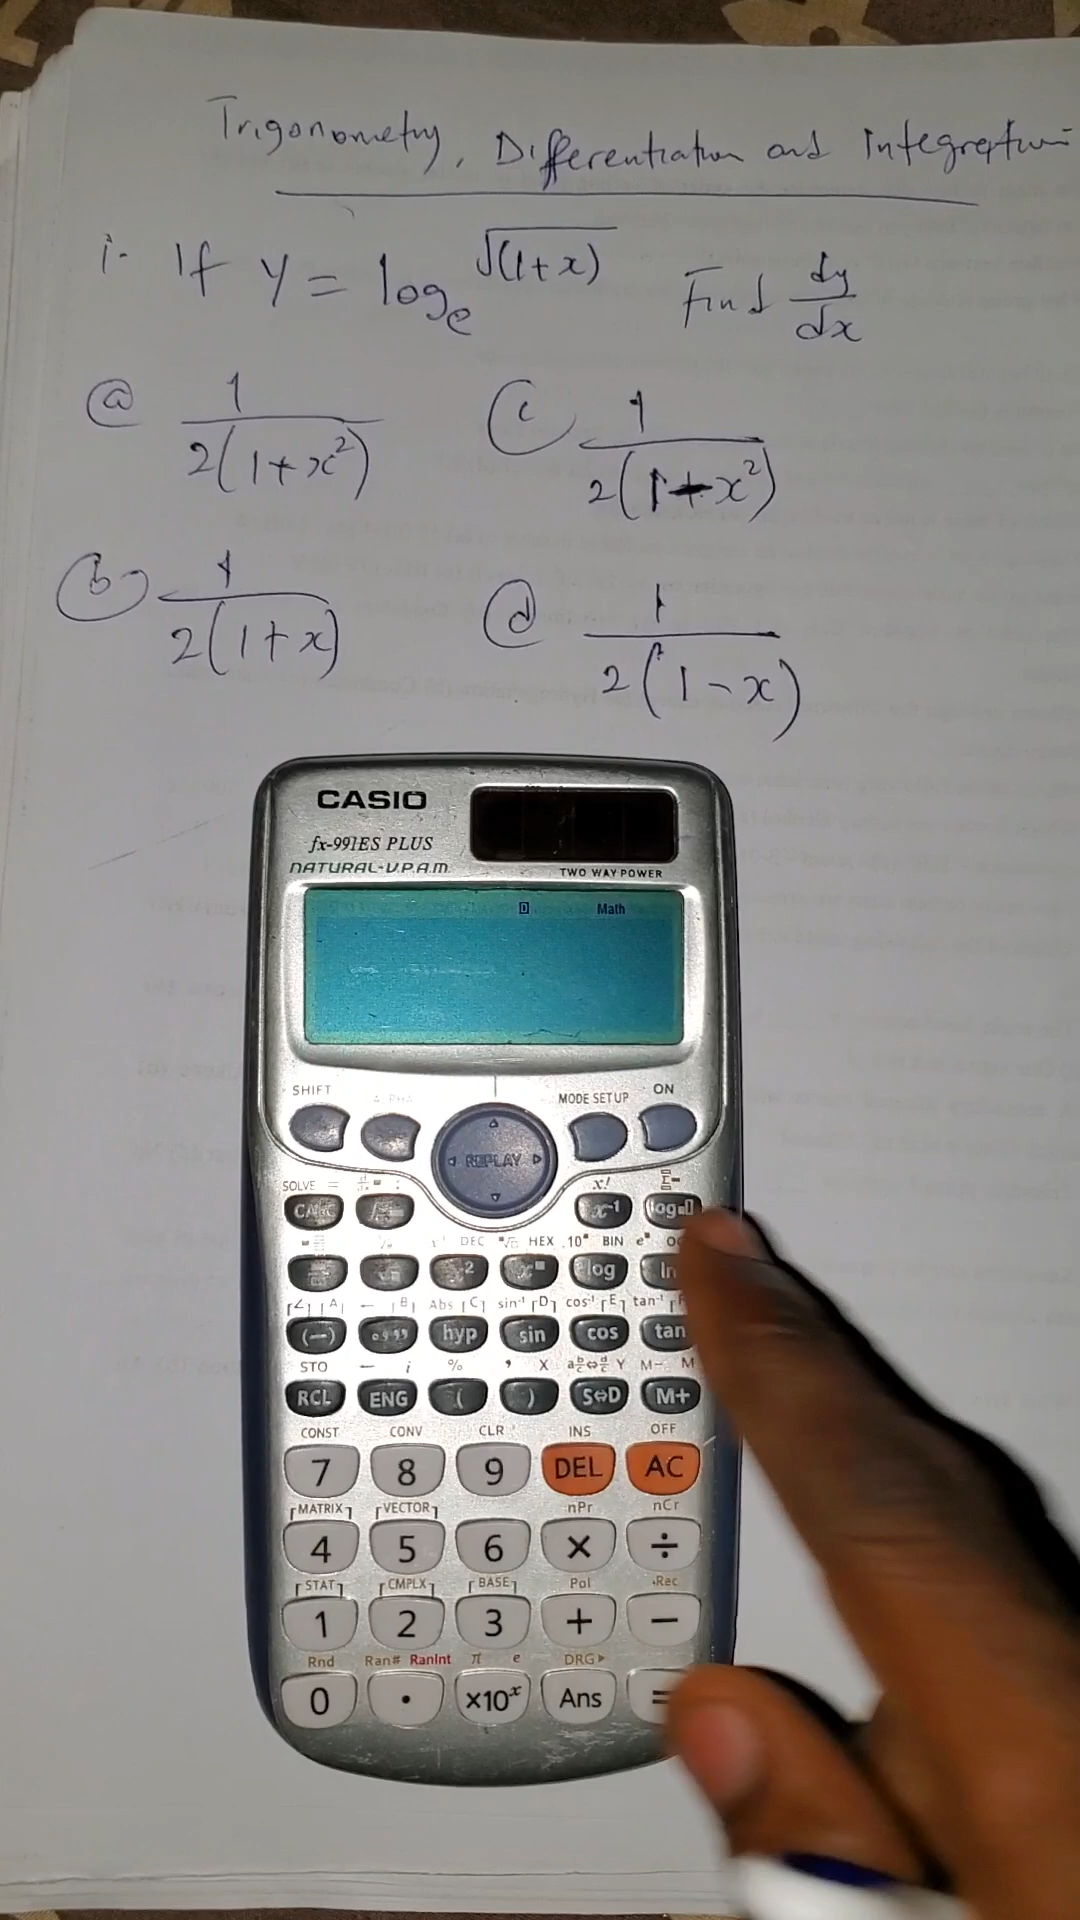 Trigonometry, Differentiation and Integration
i. If y = log_e √(1+x) Find dy/dx
(a) 1/2(1+x²) (c) 1/2(1+x²)
(b) 1/2(1+x) (d) 1/2(1-x)
CASIO
fx-991ES PLUS
NATURAL-V.P.A.M.
TWO WAY POWER
D Math
SHIFT ALPHA MODE SETUP ON
REPLAY
SOLVE = : x! Σ
CALC x⁻¹ log
DEC HEX 10 BIN e
log ln
∠ A ← B Abs C sin⁻¹ D cos⁻¹ E tan⁻¹ F
(−) °'" hyp sin cos tan
STO ← i % , X a b/c⇔d/c Y M− M
RCL ENG ( ) S⇔D M+
CONST CONV CLR INS OFF
7 8 9 DEL AC
MATRIX VECTOR nPr nCr
4 5 6 × ÷
STAT CMPLX BASE Pol Rec
1 2 3 + −
Rnd Ran# RanInt π e DRG▸
0 . ×10ˣ Ans =